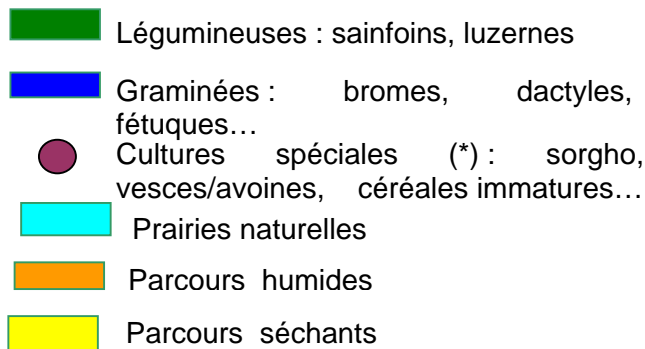 Légumineuses : sainfoins, luzernes
Graminées : bromes, dactyles,
fétuques…
Cultures spéciales (*) : sorgho,
vesces/avoines, céréales immatures…
Prairies naturelles
Parcours humides
Parcours séchants